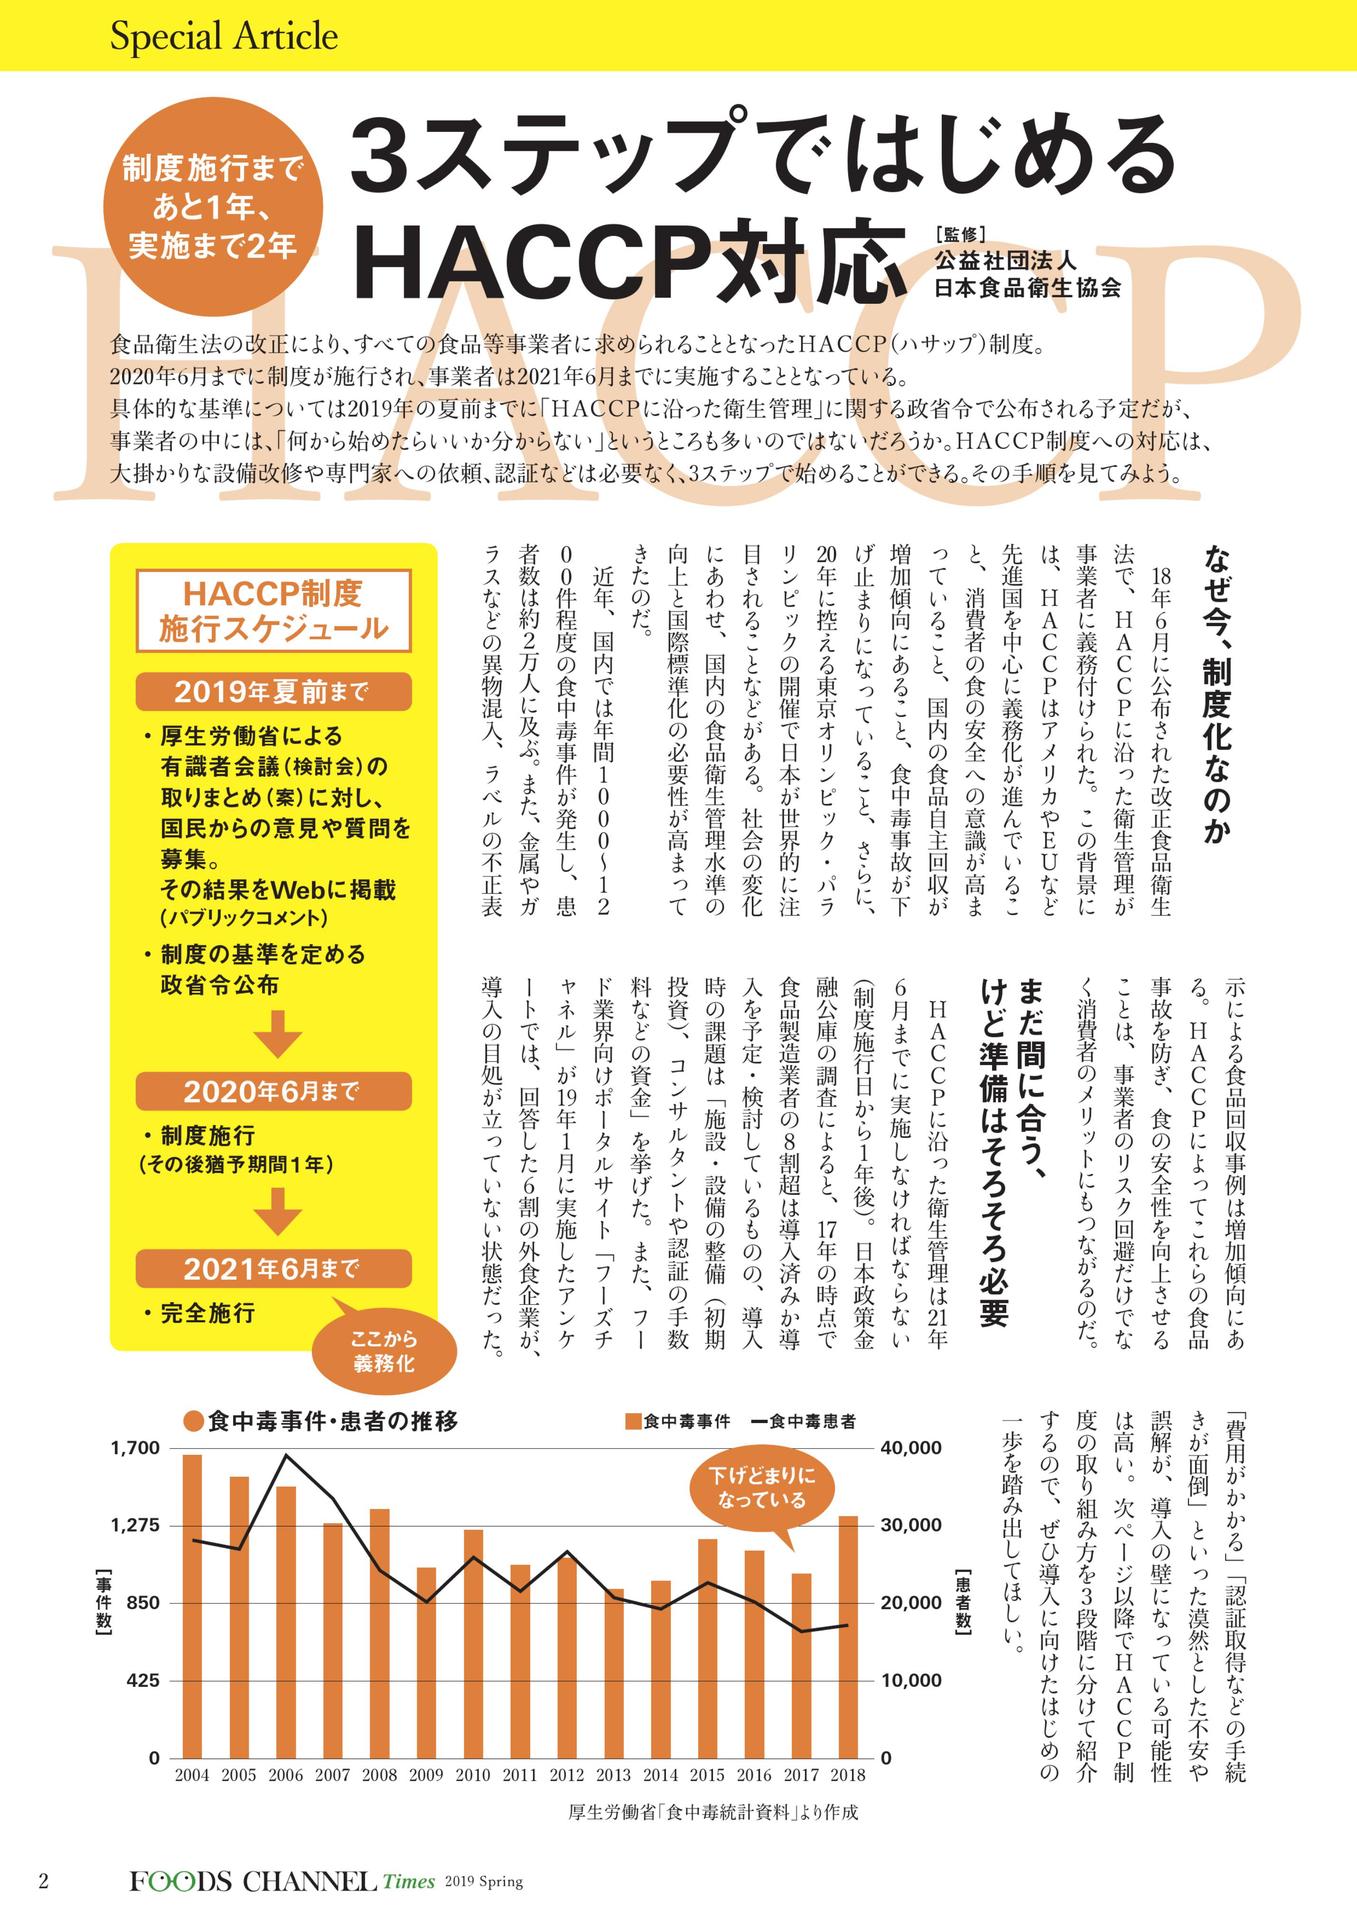 Special Article
制度施行まで
あと1年、
実施まで2年
HACCP
3ステップではじめる
HACCP対応
[監修]
公益社団法人
日本食品衛生協会
食品衛生法の改正により、すべての食品等事業者に求められることとなったHACCP(ハサップ)制度。
2020年6月までに制度が施行され、事業者は2021年6月までに実施することとなっている。
具体的な基準については2019年の夏前までに「HACCPに沿った衛生管理」に関する政省令で公布される予定だが、
事業者の中には、「何から始めたらいいか分からない」というところも多いのではないだろうか。HACCP制度への対応は、
大掛かりな設備改修や専門家への依頼、認証などは必要なく、3ステップで始めることができる。その手順を見てみよう。
なぜ今、制度化なのか
18年6月に公布された改正食品衛生
法で、HACCPに沿った衛生管理が
事業者に義務付けられた。この背景に
は、HACCPはアメリカやEUなど
先進国を中心に義務化が進んでいるこ
と、消費者の食の安全への意識が高ま
っていること、国内の食品自主回収が
増加傾向にあること、食中毒事故が下
げ止まりになっていること、さらに、
20年に控える東京オリンピック・パラ
リンピックの開催で日本が世界的に注
目されることなどがある。社会の変化
にあわせ、国内の食品衛生管理水準の
向上と国際標準化の必要性が高まって
きたのだ。
近年、国内では年間1000~12
00件程度の食中毒事件が発生し、患
者数は約2万人に及ぶ。また、金属やガ
ラスなどの異物混入、ラベルの不正表
示による食品回収事例は増加傾向にあ
る。HACCPによってこれらの食品
事故を防ぎ、食の安全性を向上させる
ことは、事業者のリスク回避だけでな
く消費者のメリットにもつながるのだ。
まだ間に合う、
けど準備はそろそろ必要
HACCPに沿った衛生管理は21年
6月までに実施しなければならない
(制度施行日から1年後)。日本政策金
融公庫の調査によると、17年の時点で
食品製造業者の8割超は導入済みか導
入を予定・検討しているものの、導入
時の課題は「施設・設備の整備(初期
投資)、コンサルタントや認証の手数
料などの資金」を挙げた。また、フー
ド業界向けポータルサイト「フーズチ
ャネル」が19年1月に実施したアンケ
ートでは、回答した6割の外食企業が、
導入の目処が立っていない状態だった。
「費用がかかる」「認証取得などの手続
きが面倒」といった漠然とした不安や
誤解が、導入の壁になっている可能性
は高い。次ページ以降でHACCP制
度の取り組み方を3段階に分けて紹介
するので、ぜひ導入に向けたはじめの
一歩を踏み出してほしい。
HACCP制度
施行スケジュール
2019年夏前まで
・厚生労働省による
有識者会議(検討会)の
取りまとめ(案)に対し、
国民からの意見や質問を
募集。
その結果をWebに掲載
(パブリックコメント)
・制度の基準を定める
政省令公布
2020年6月まで
・制度施行
(その後猶予期間1年)
2021年6月まで
・完全施行
ここから
義務化
●食中毒事件・患者の推移
■食中毒事件 ー食中毒患者
下げどまりに
なっている
[事件数]
1,700
1,275
850
425
0
[患者数]
40,000
30,000
20,000
10,000
0
2004 2005 2006 2007 2008 2009 2010 2011 2012 2013 2014 2015 2016 2017 2018
厚生労働省「食中毒統計資料」より作成
2 FOODS CHANNEL Times 2019 Spring